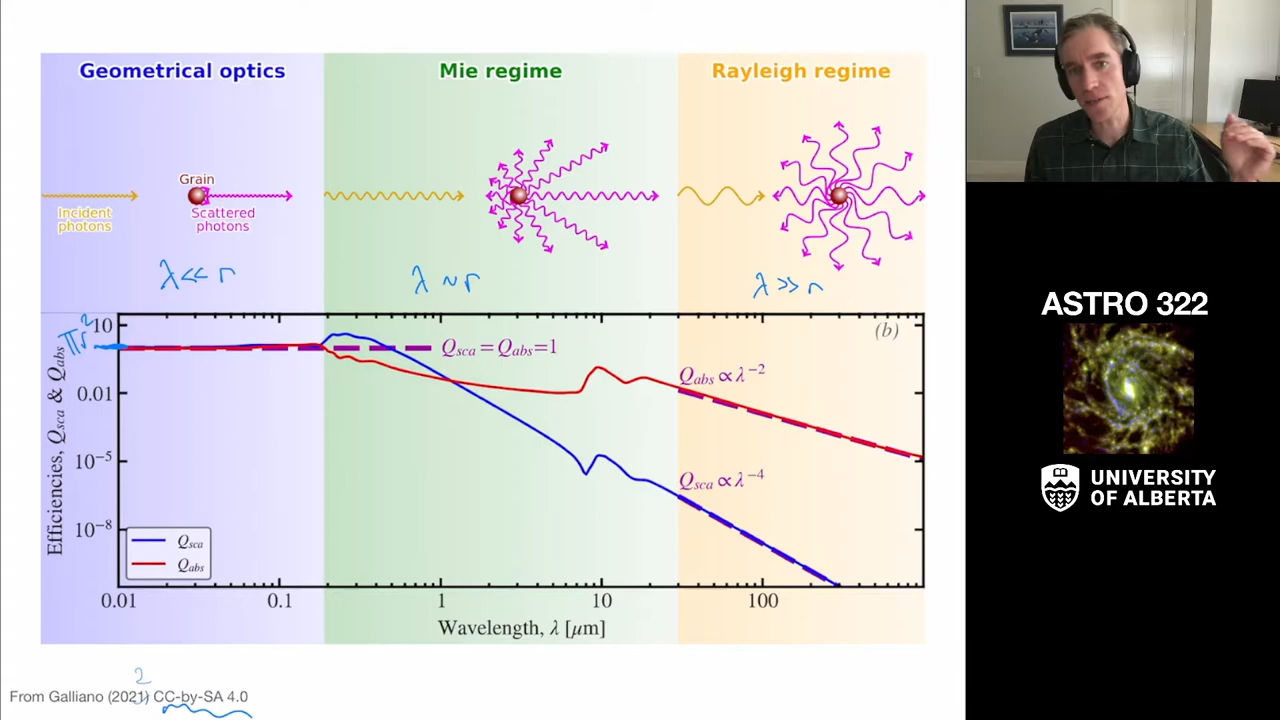 Geometrical optics
Mie regime
Rayleigh regime
Grain
Incident
photons
Scattered
photons
λ << r
λ ~ r
λ >> r
πr²
10
0.01
10⁻⁵
10⁻⁸
Efficiencies, Q_sca & Q_abs
(b)
Q_sca = Q_abs = 1
Q_abs ∝ λ⁻²
Q_sca ∝ λ⁻⁴
Q_sca
Q_abs
0.01 0.1 1 10 100
Wavelength, λ [μm]
2
From Galliano (2021) CC-by-SA 4.0
ASTRO 322
UNIVERSITY
OF ALBERTA